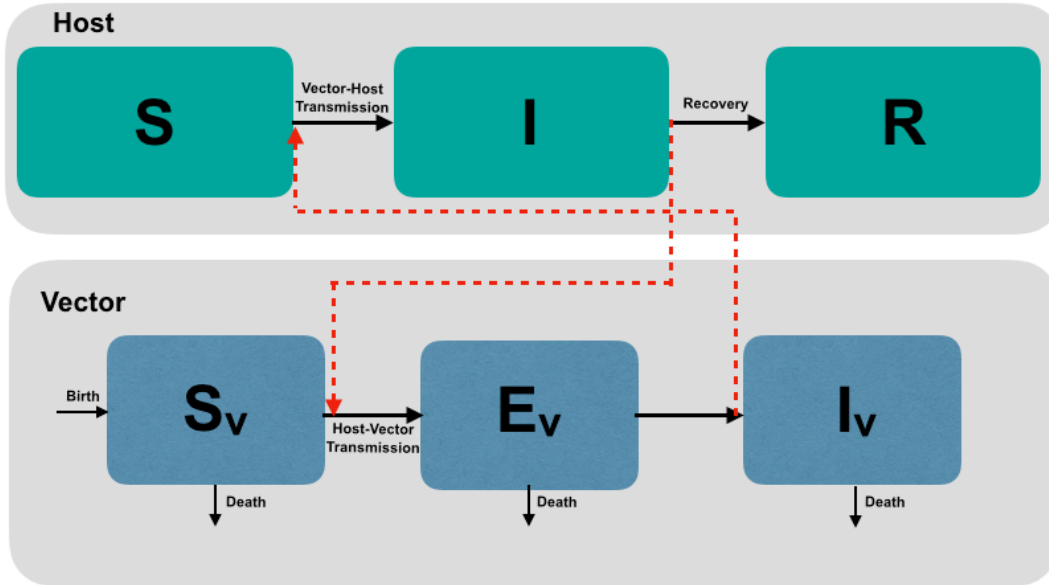 Host
S
Vector-Host
Transmission
I
Recovery
R
Vector
Birth
Sv
Host-Vector
Transmission
Ev
Iv
Death
Death
Death